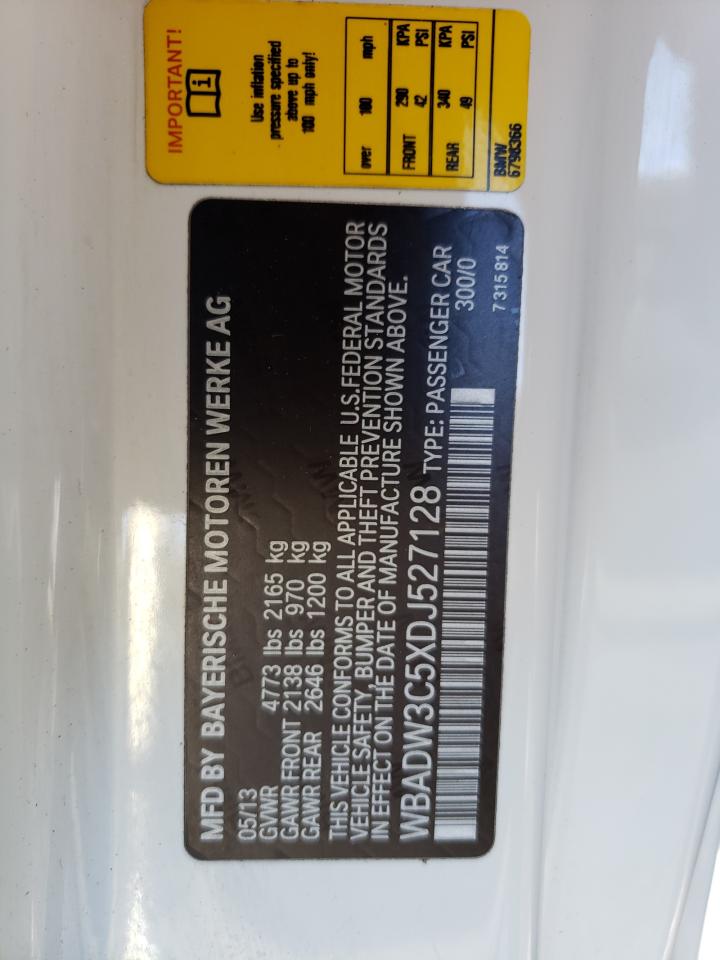 MFD BY BAYERISCHE MOTOREN WERKE AG
05/13
GVWR 4773 lbs 2165 kg
GAWR FRONT 2138 lbs 970 kg
GAWR REAR 2646 lbs 1200 kg
THIS VEHICLE CONFORMS TO ALL APPLICABLE U.S.FEDERAL MOTOR
VEHICLE SAFETY, BUMPER AND THEFT PREVENTION STANDARDS
IN EFFECT ON THE DATE OF MANUFACTURE SHOWN ABOVE.
WBADW3C5XDJ527128 TYPE: PASSENGER CAR
300/0
7 315 814
IMPORTANT!
Use inflation
pressure specified
above up to
100 mph only!
over 100 mph
FRONT 290 KPA
42 PSI
REAR 340 KPA
49 PSI
BMW
6798366